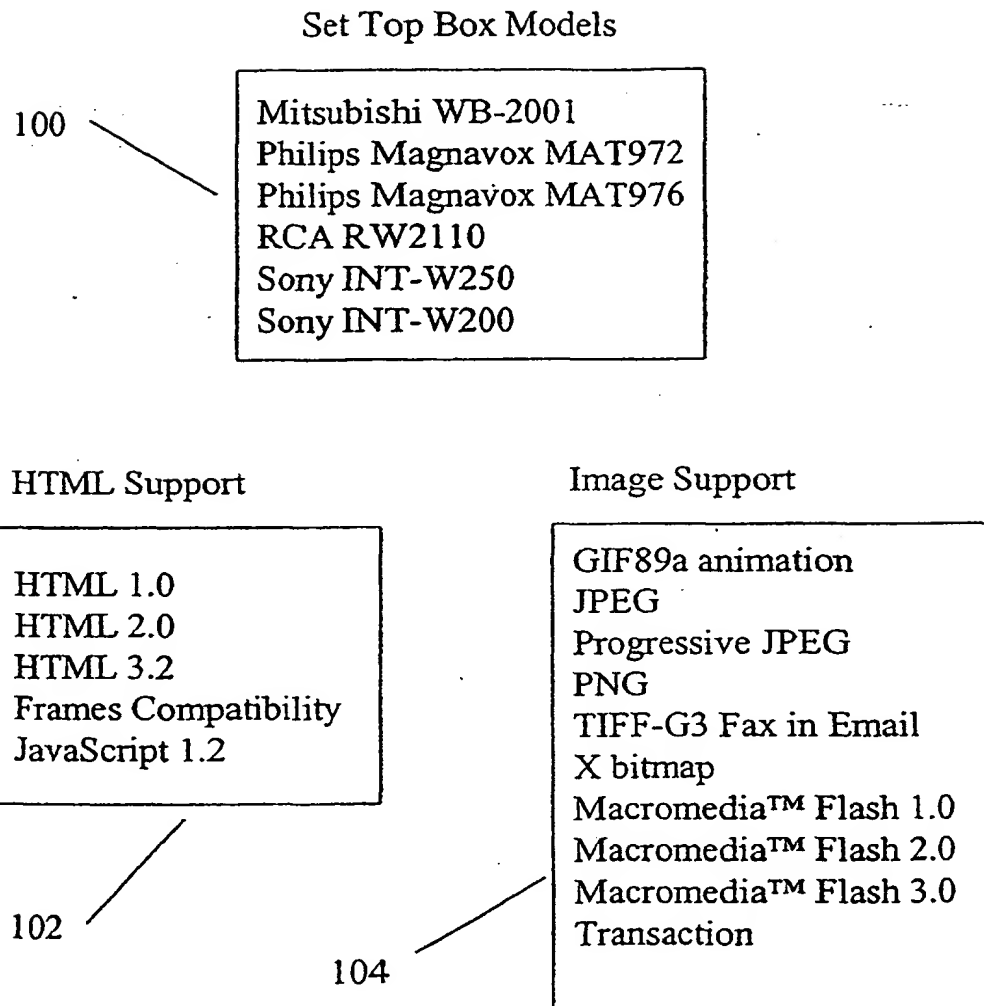 Set Top Box Models
100
Mitsubishi WB-2001
Philips Magnavox MAT972
Philips Magnavox MAT976
RCA RW2110
Sony INT-W250
Sony INT-W200
HTML Support
HTML 1.0
HTML 2.0
HTML 3.2
Frames Compatibility
JavaScript 1.2
102
Image Support
GIF89a animation
JPEG
Progressive JPEG
PNG
TIFF-G3 Fax in Email
X bitmap
Macromedia™ Flash 1.0
Macromedia™ Flash 2.0
Macromedia™ Flash 3.0
Transaction
104